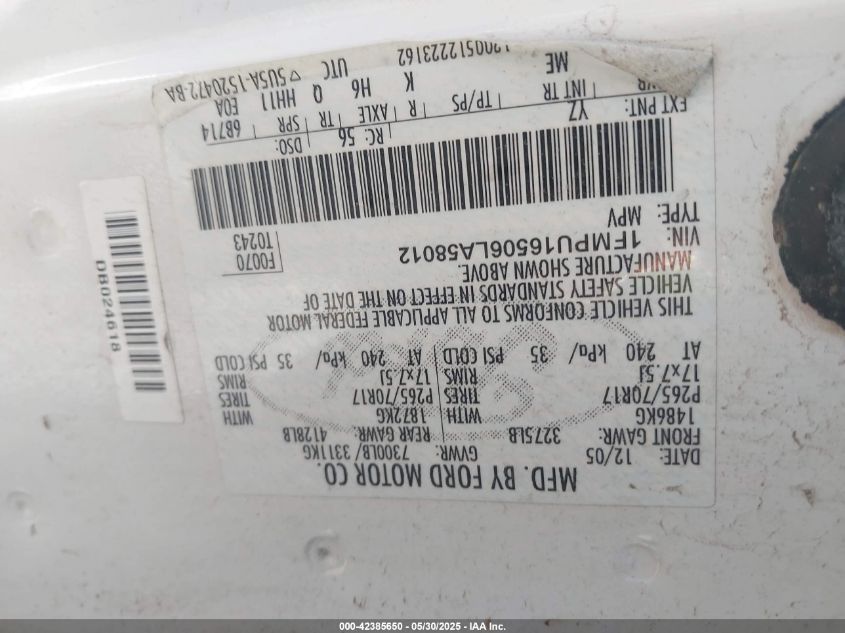 MFD. BY FORD MOTOR CO.
DATE: 12/05 GVWR: 7300LB/ 3311KG
FRONT GAWR: 3275LB REAR GAWR: 4128LB
1486KG WITH 1872KG WITH
P265/70R17 TIRES P265/70R17 TIRES
17x7.5J RIMS 17x7.5J RIMS
AT 240 kPa/ 35 PSI COLD AT 240 kPa/ 35 PSI COLD
THIS VEHICLE CONFORMS TO ALL APPLICABLE FEDERAL MOTOR
VEHICLE SAFETY STANDARDS IN EFFECT ON THE DATE OF
MANUFACTURE SHOWN ABOVE.
VIN: 1FMPU16506LA58012 F0070
TYPE: MPV T0243
EXT PNT: YZ RC: 56 DSO:
INT TR TP/PS R AXLE TR SPR 68714
ME K H6 Q HH11 EOA
UTC ▽5U5A-1520472-BA
DB024618
000-42385650 / 05/30/2025 - IAA Inc.